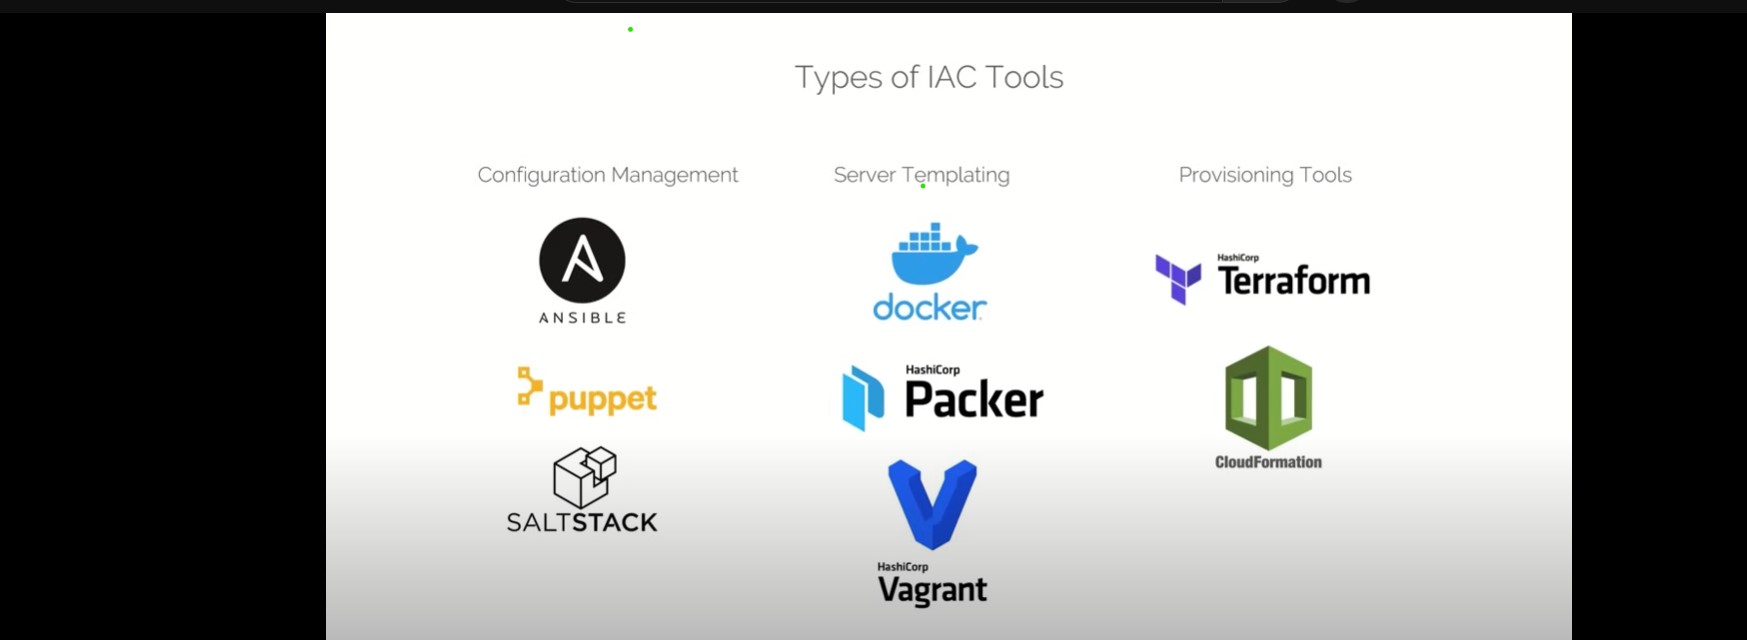 Types of IAC Tools
Configuration Management
ANSIBLE
puppet
SALTSTACK
Server Templating
docker
HashiCorp
Packer
HashiCorp
Vagrant
Provisioning Tools
HashiCorp
Terraform
CloudFormation